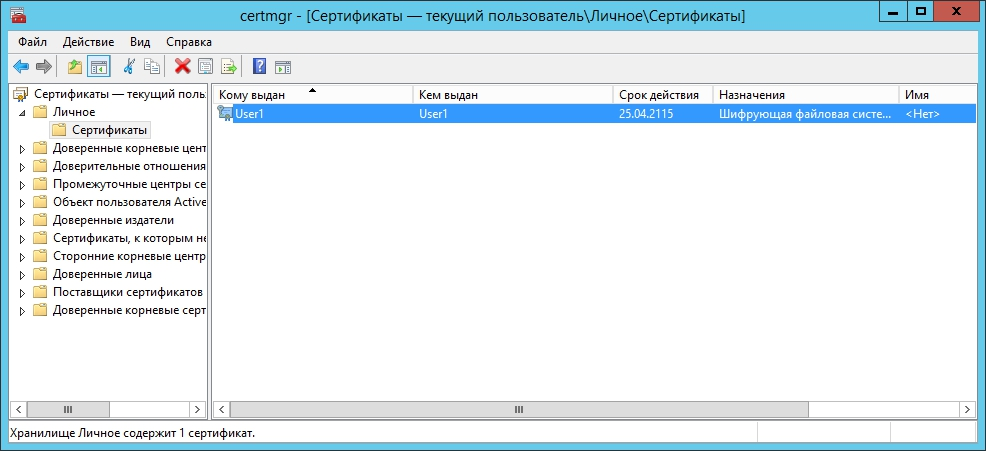 certmgr - [Сертификаты — текущий пользователь\Личное\Сертификаты]
Файл Действие Вид Справка
Сертификаты — текущий поль
Личное
Сертификаты
Доверенные корневые цент
Доверительные отношения
Промежуточные центры се
Объект пользователя Active
Доверенные издатели
Сертификаты, к которым не
Сторонние корневые центр
Доверенные лица
Поставщики сертификатов
Доверенные корневые серт
Кому выдан Кем выдан Срок действия Назначения Имя
User1 User1 25.04.2115 Шифрующая файловая систе... <Нет>
Хранилище Личное содержит 1 сертификат.